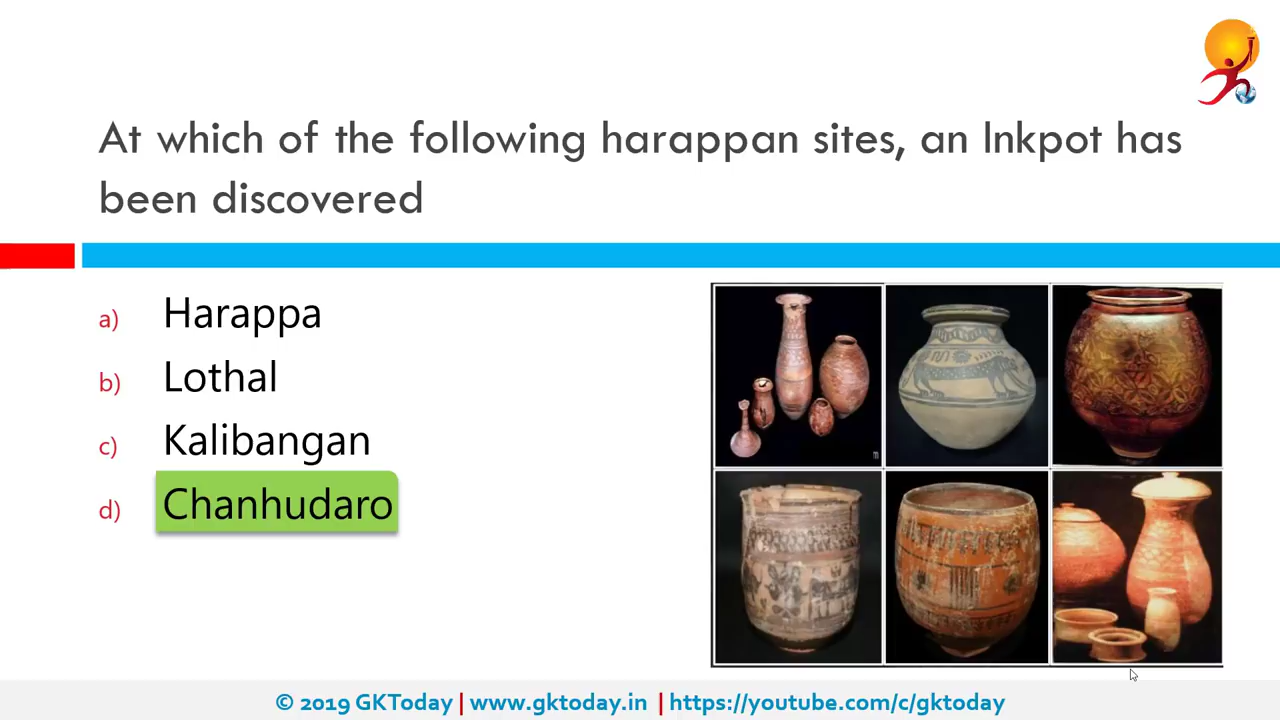 At which of the following harappan sites, an Inkpot has
been discovered
a) Harappa
b) Lothal
c) Kalibangan
d) Chanhudaro
© 2019 GKToday | www.gktoday.in | https://youtube.com/c/gktoday